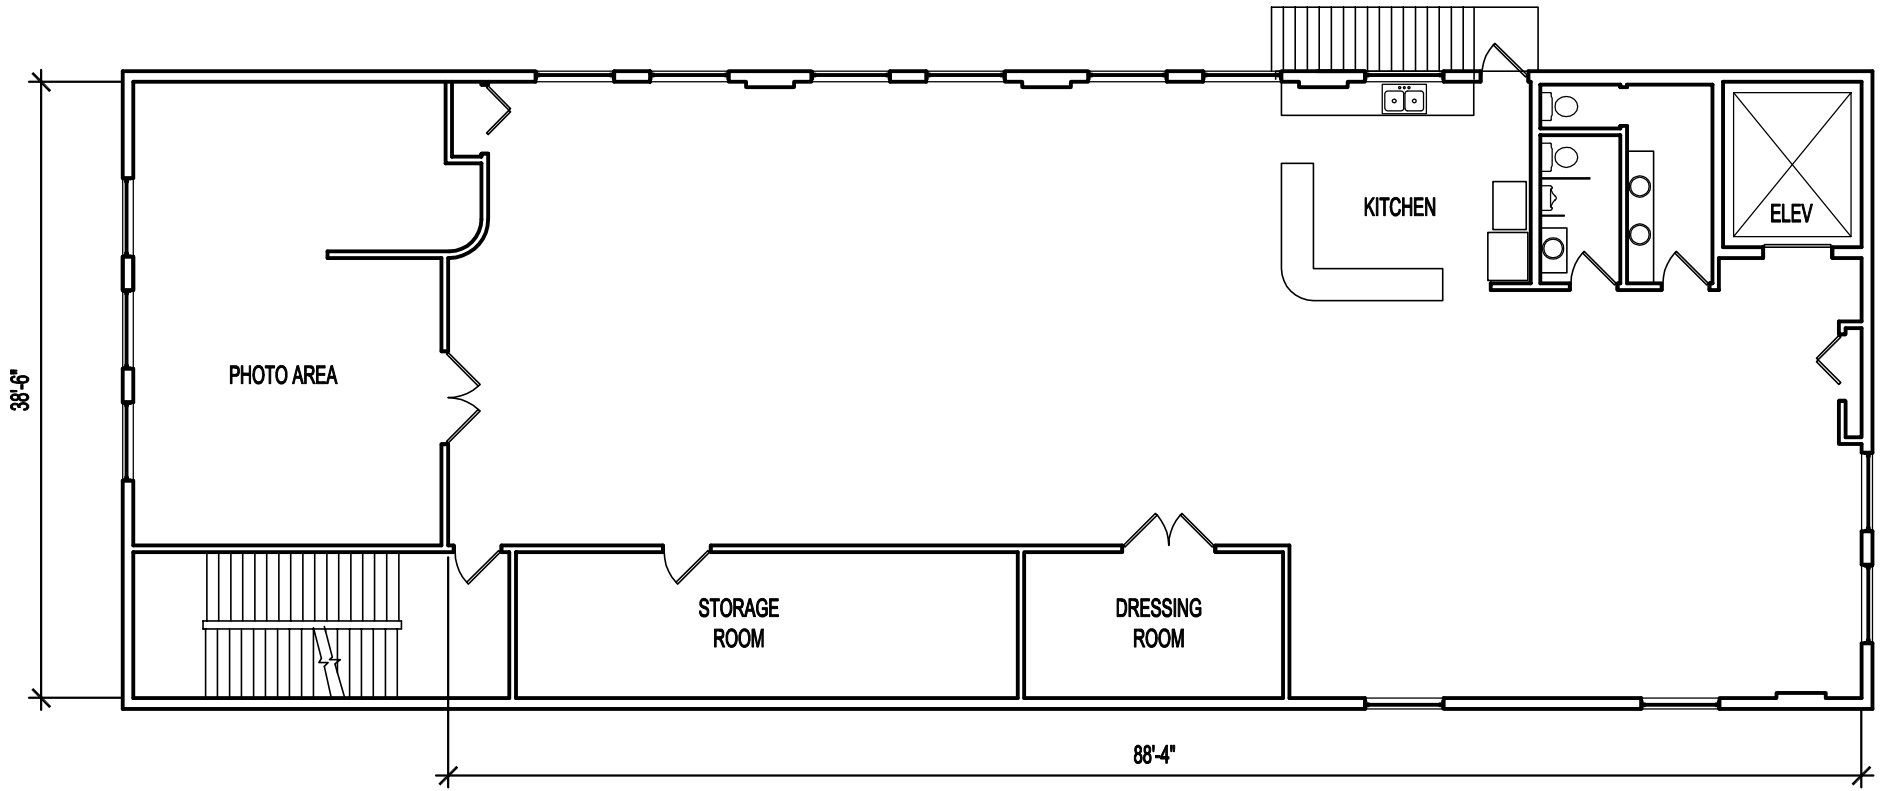 KITCHEN
ELEV
PHOTO AREA
38'-6"
STORAGE
ROOM
DRESSING
ROOM
88'-4"